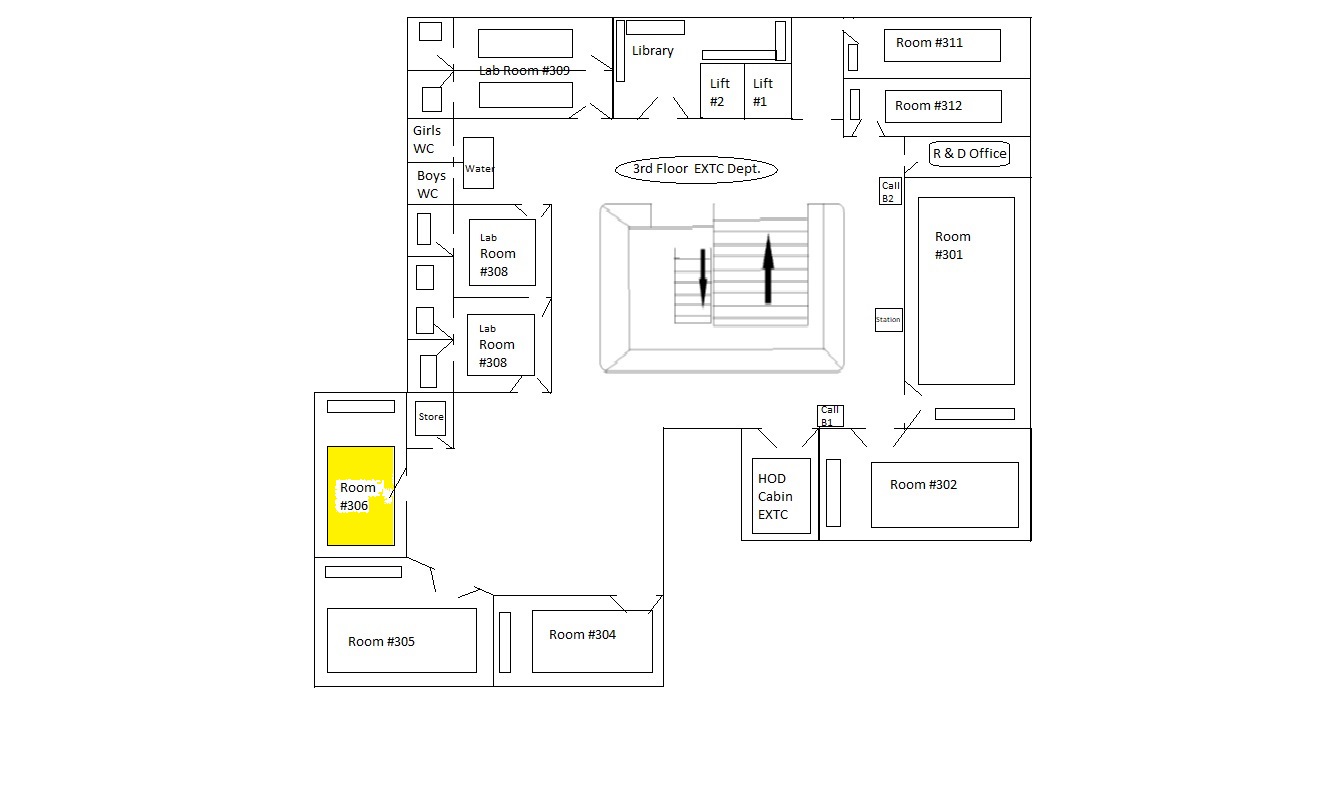 Library
Room #311
Lab Room #309
Lift
#2
Lift
#1
Room #312
Girls
WC
Water
Boys
WC
3rd Floor EXTC Dept.
R & D Office
Call
B2
Lab
Room
#308
Room
#301
Station
Lab
Room
#308
Store
Call
B1
Room
#306
HOD
Cabin
EXTC
Room #302
Room #305
Room #304